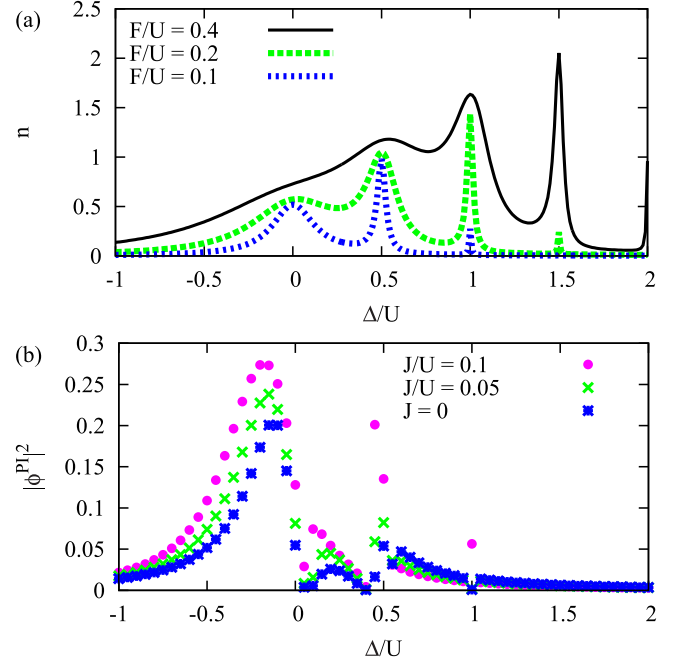 (a)
F/U = 0.4
F/U = 0.2
F/U = 0.1
n
2.5
2
1.5
1
0.5
0
-1 -0.5 0 0.5 1 1.5 2
Δ/U
(b)
J/U = 0.1
J/U = 0.05
J = 0
|ϕ^PI|^2
0.3
0.25
0.2
0.15
0.1
0.05
0
-1 -0.5 0 0.5 1 1.5 2
Δ/U